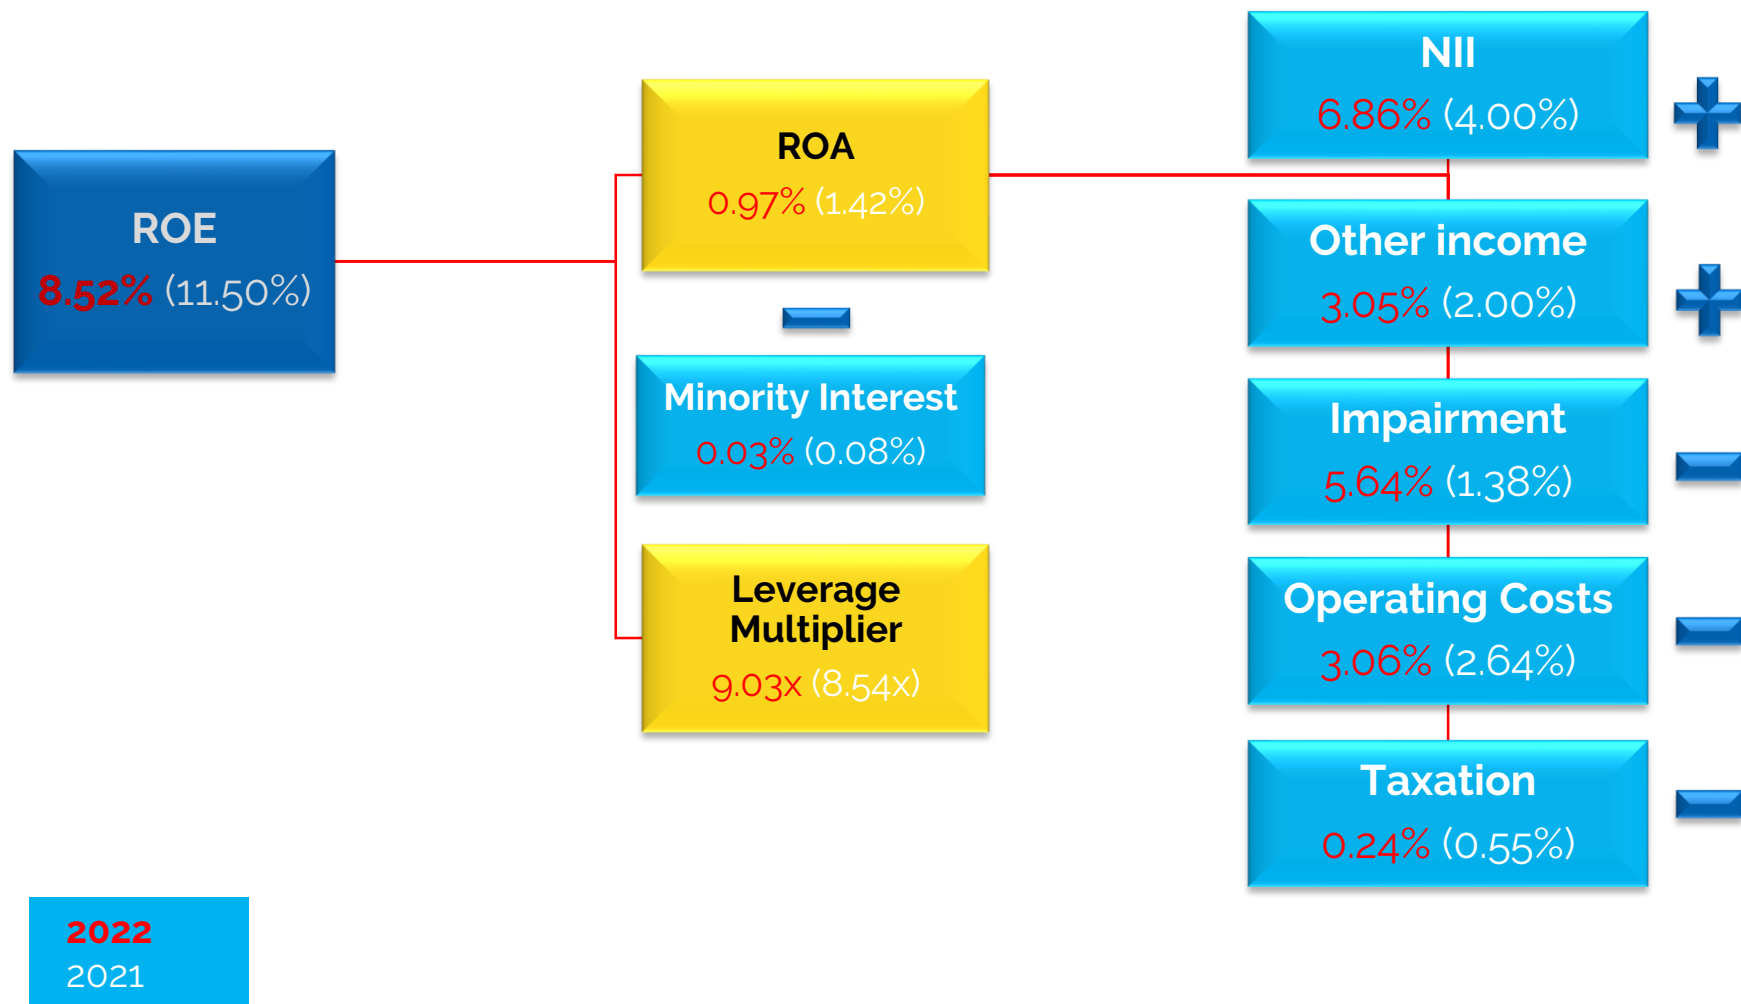 ROE
8.52% (11.50%)
ROA
0.97% (1.42%)
Minority Interest
0.03% (0.08%)
Leverage
Multiplier
9.03x (8.54x)
NII
6.86% (4.00%)
Other income
3.05% (2.00%)
Impairment
5.64% (1.38%)
Operating Costs
3.06% (2.64%)
Taxation
0.24% (0.55%)
2022
2021